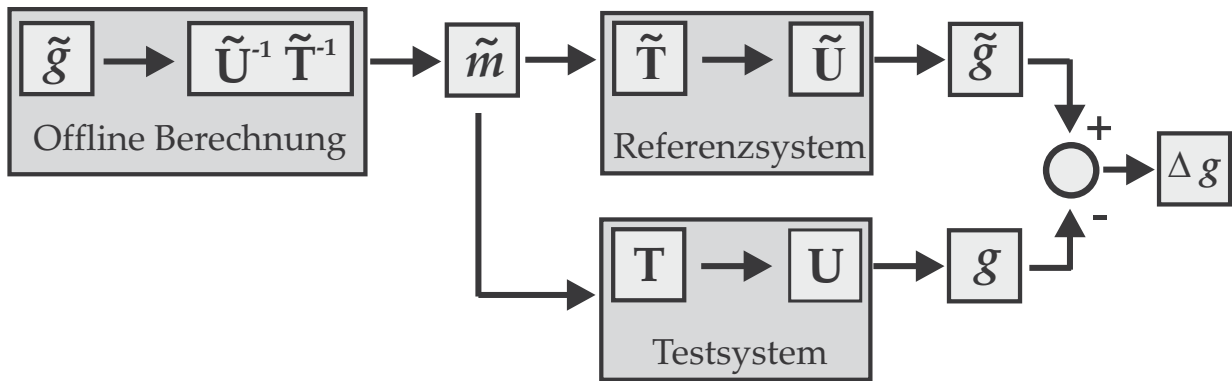 g̃
Ũ⁻¹ T̃⁻¹
Offline Berechnung
m̃
T̃
Ũ
Referenzsystem
g̃
+
-
Δ g
T
U
Testsystem
g